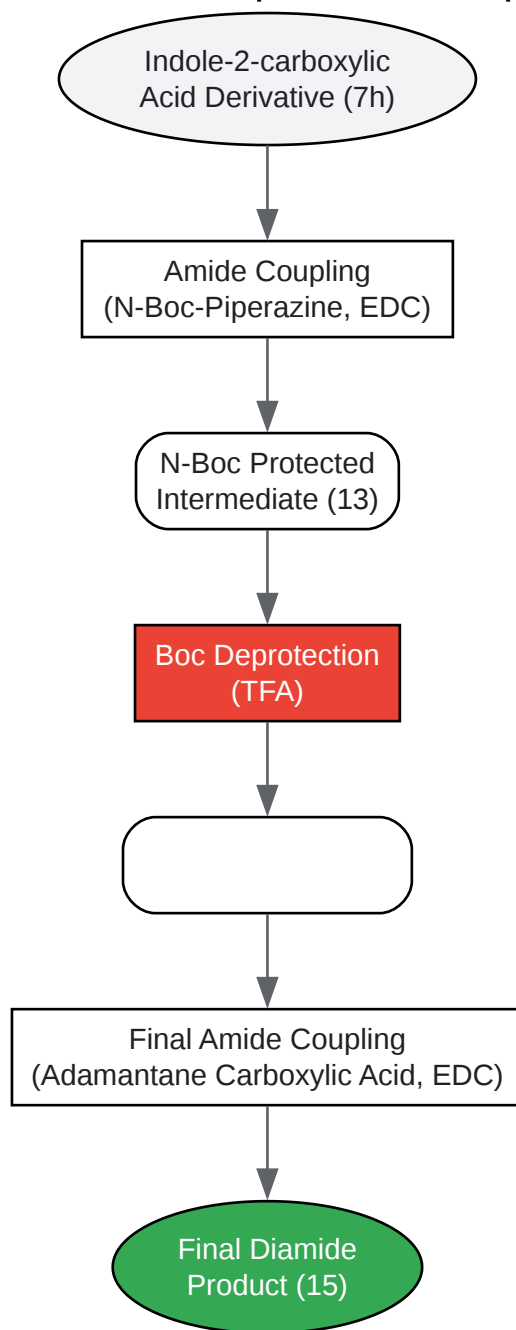 Indole-2-carboxylic
Acid Derivative (7h)
Amide Coupling
(N-Boc-Piperazine, EDC)
N-Boc Protected
Intermediate (13)
Boc Deprotection
(TFA)
Final Amide Coupling
(Adamantane Carboxylic Acid, EDC)
Final Diamide
Product (15)